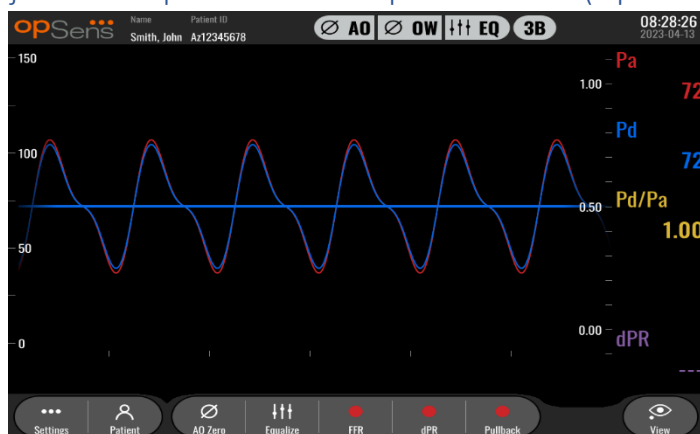 opSens
Name Patient ID
Smith, John Az12345678
AO OW EQ 3B
08:28:26
2023-04-13
150
100
50
0
1.00
0.50
0.00
Pa
72
Pd
72
Pd/Pa
1.00
dPR
---
Settings Patient AO Zero Equalize FFR dPR Pullback View